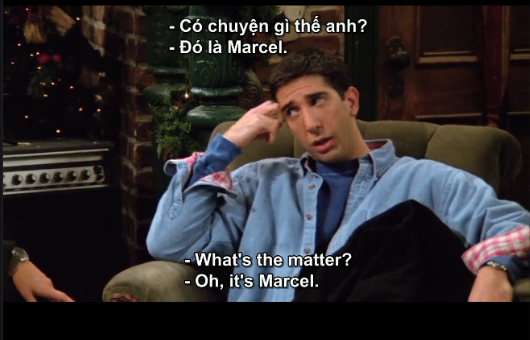 - Có chuyện gì thế anh?
- Đó là Marcel.
- What's the matter?
- Oh, it's Marcel.